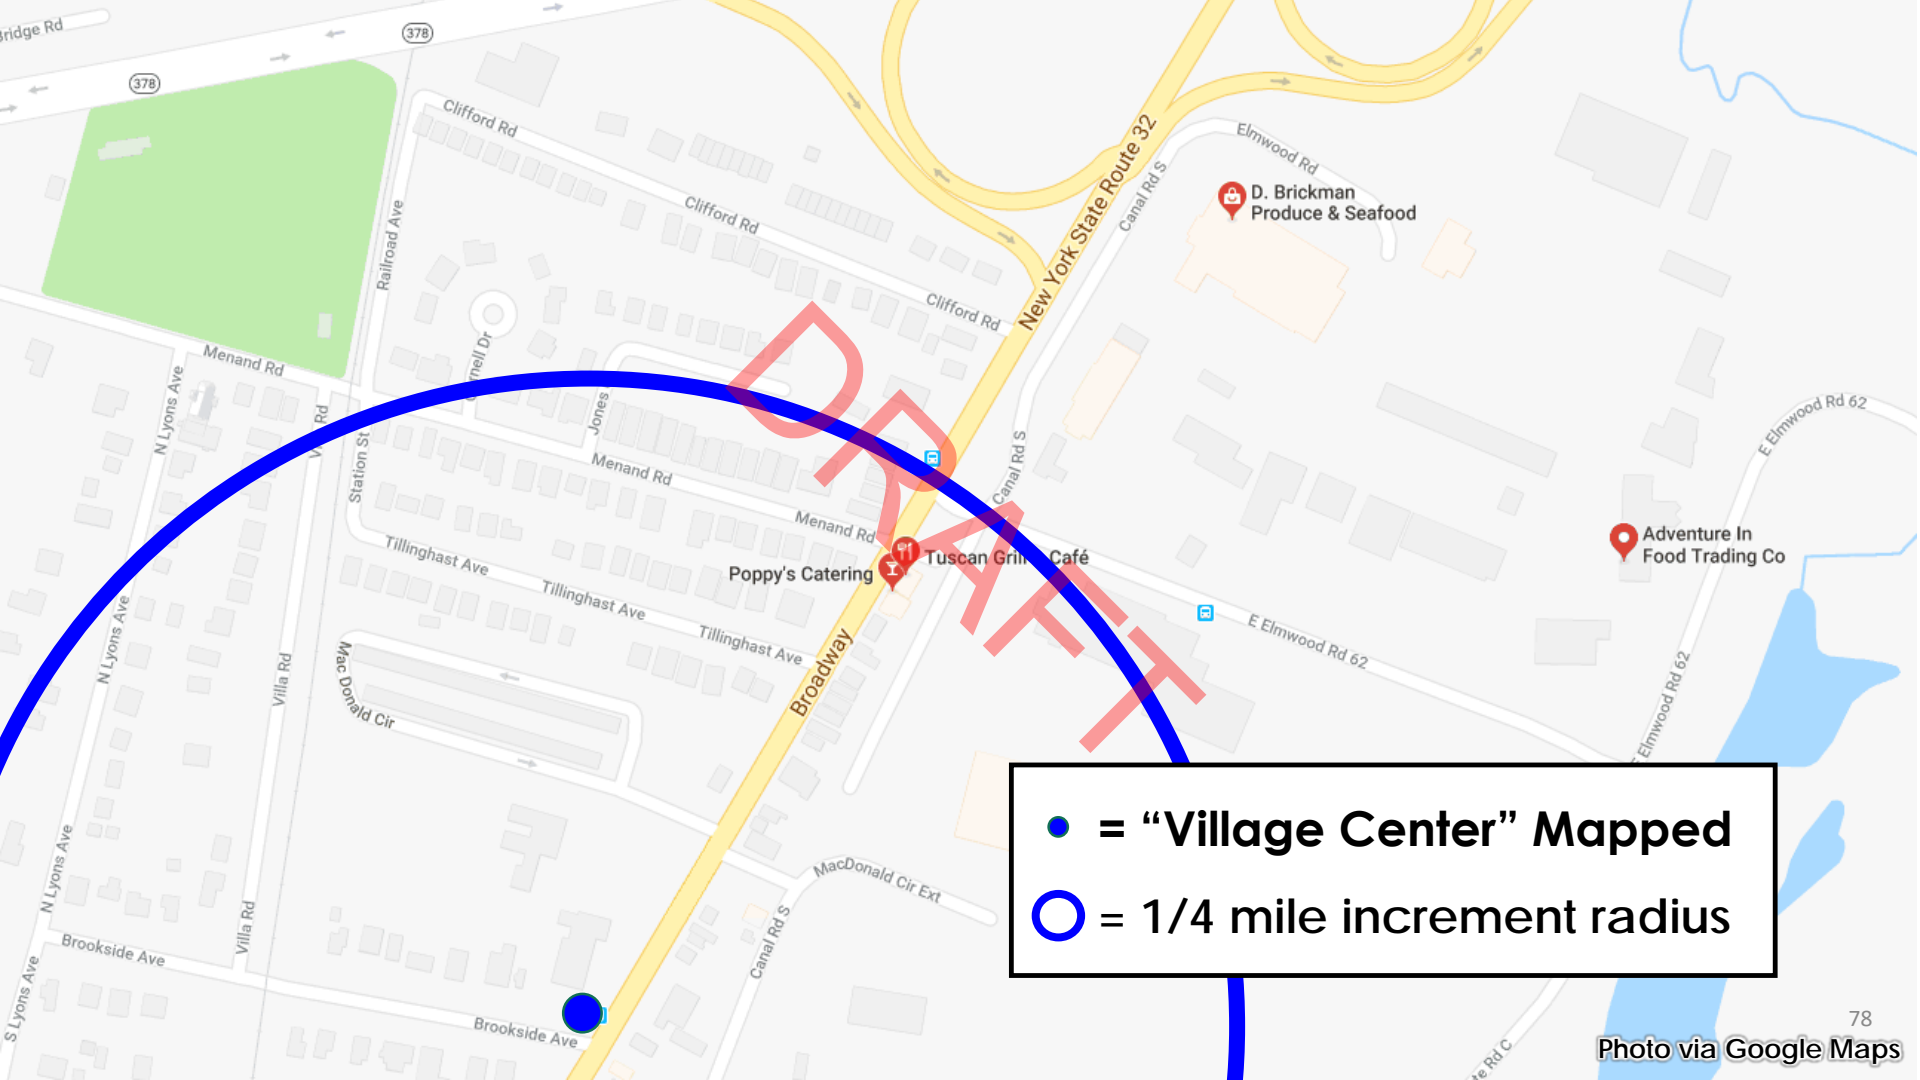 Bridge Rd
378
378
Clifford Rd
Clifford Rd
Clifford Rd
Railroad Ave
New York State Route 32
Canal Rd S
Elmwood Rd
D. Brickman
Produce & Seafood
Menand Rd
N Lyons Ave
Station St
Jones
Menand Rd
Menand Rd
Canal Rd S
E Elmwood Rd 62
Adventure In
Food Trading Co
Tillinghast Ave
Tillinghast Ave
Tillinghast Ave
Poppy's Catering
Tuscan Grill Café
DRAFT
E Elmwood Rd 62
E Elmwood Rd 62
N Lyons Ave
Villa Rd
Mac Donald Cir
Broadway
= “Village Center” Mapped
= 1/4 mile increment radius
MacDonald Cir Ext
N Lyons Ave
Villa Rd
Canal Rd S
Brookside Ave
S Lyons Ave
Brookside Ave
78
Photo via Google Maps